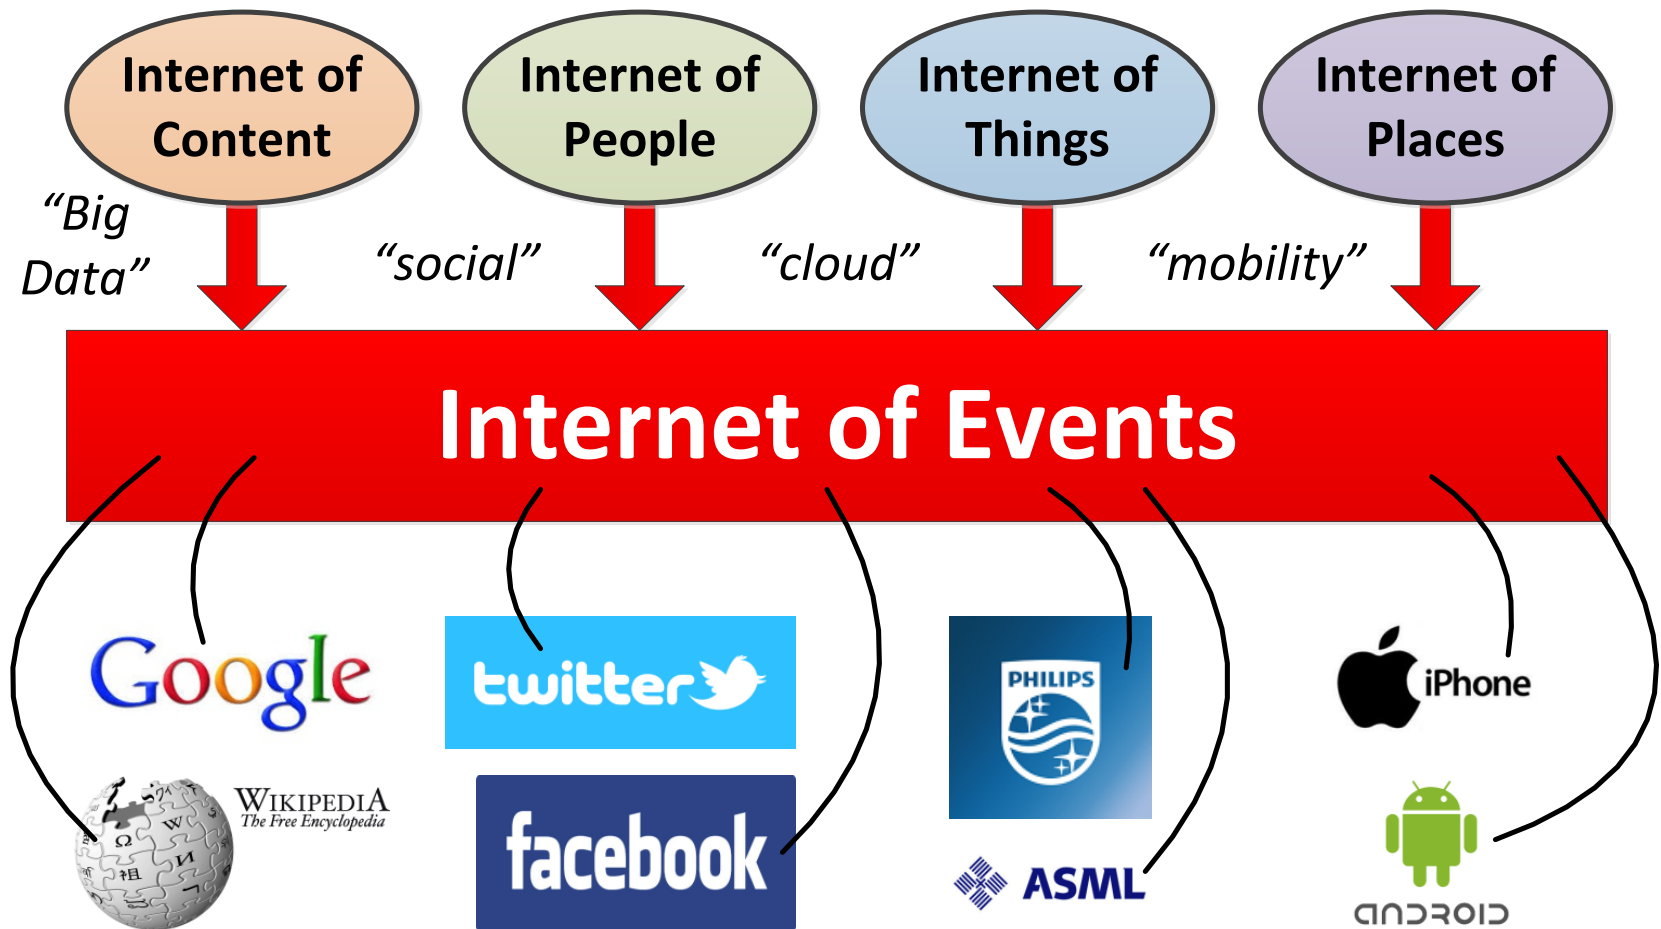 Internet of
Content
Internet of
People
Internet of
Things
Internet of
Places
“Big
Data”
“social”
“cloud”
“mobility”
Internet of Events
Google
twitter
PHILIPS
iPhone
WIKIPEDIA
The Free Encyclopedia
Ω
W
И
祖
facebook
ASML
ANDROID